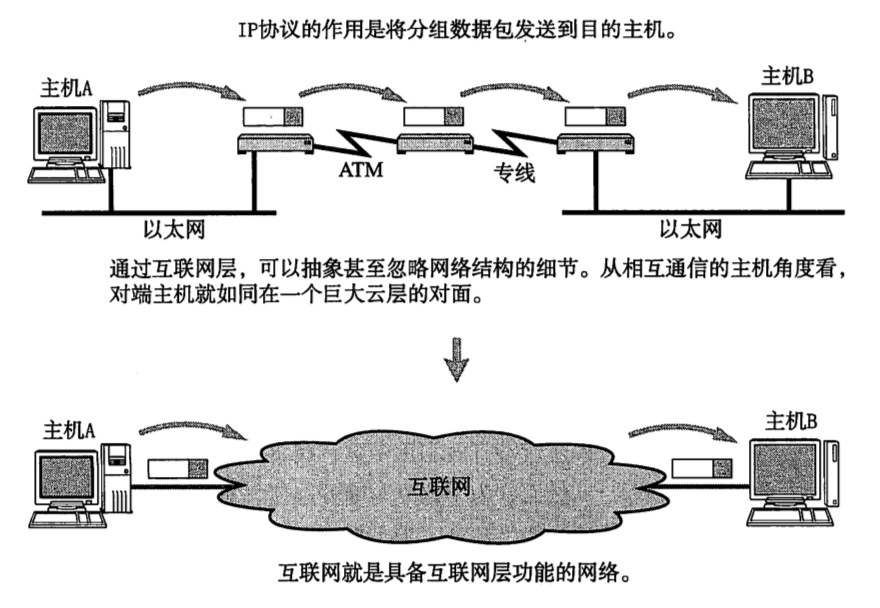 IP协议的作用是将分组数据包发送到目的主机。
主机A
主机B
ATM
专线
以太网
以太网
通过互联网层，可以抽象甚至忽略网络结构的细节。从相互通信的主机角度看，
对端主机就如同在一个巨大云层的对面。
主机A
主机B
互联网
互联网就是具备互联网层功能的网络。